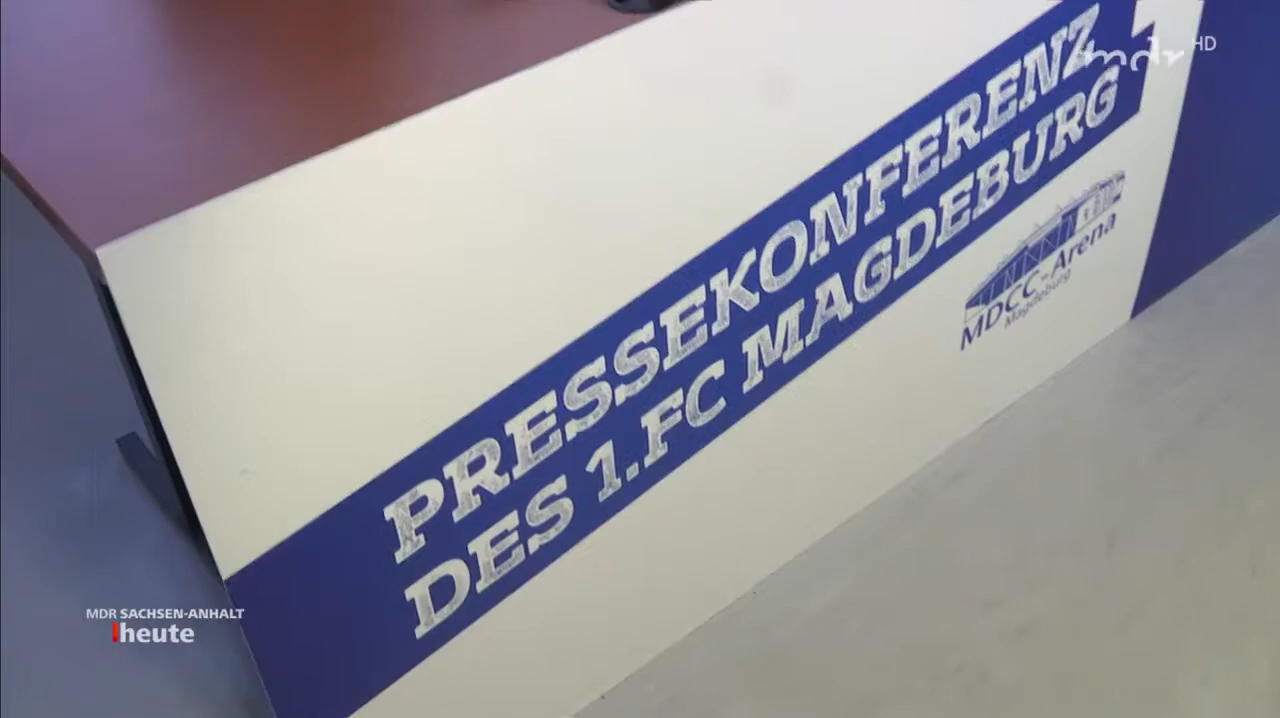 mdr HD
PRESSEKONFERENZ
DES 1.FC MAGDEBURG
MDCC-Arena
Magdeburg
MDR SACHSEN-ANHALT
!heute